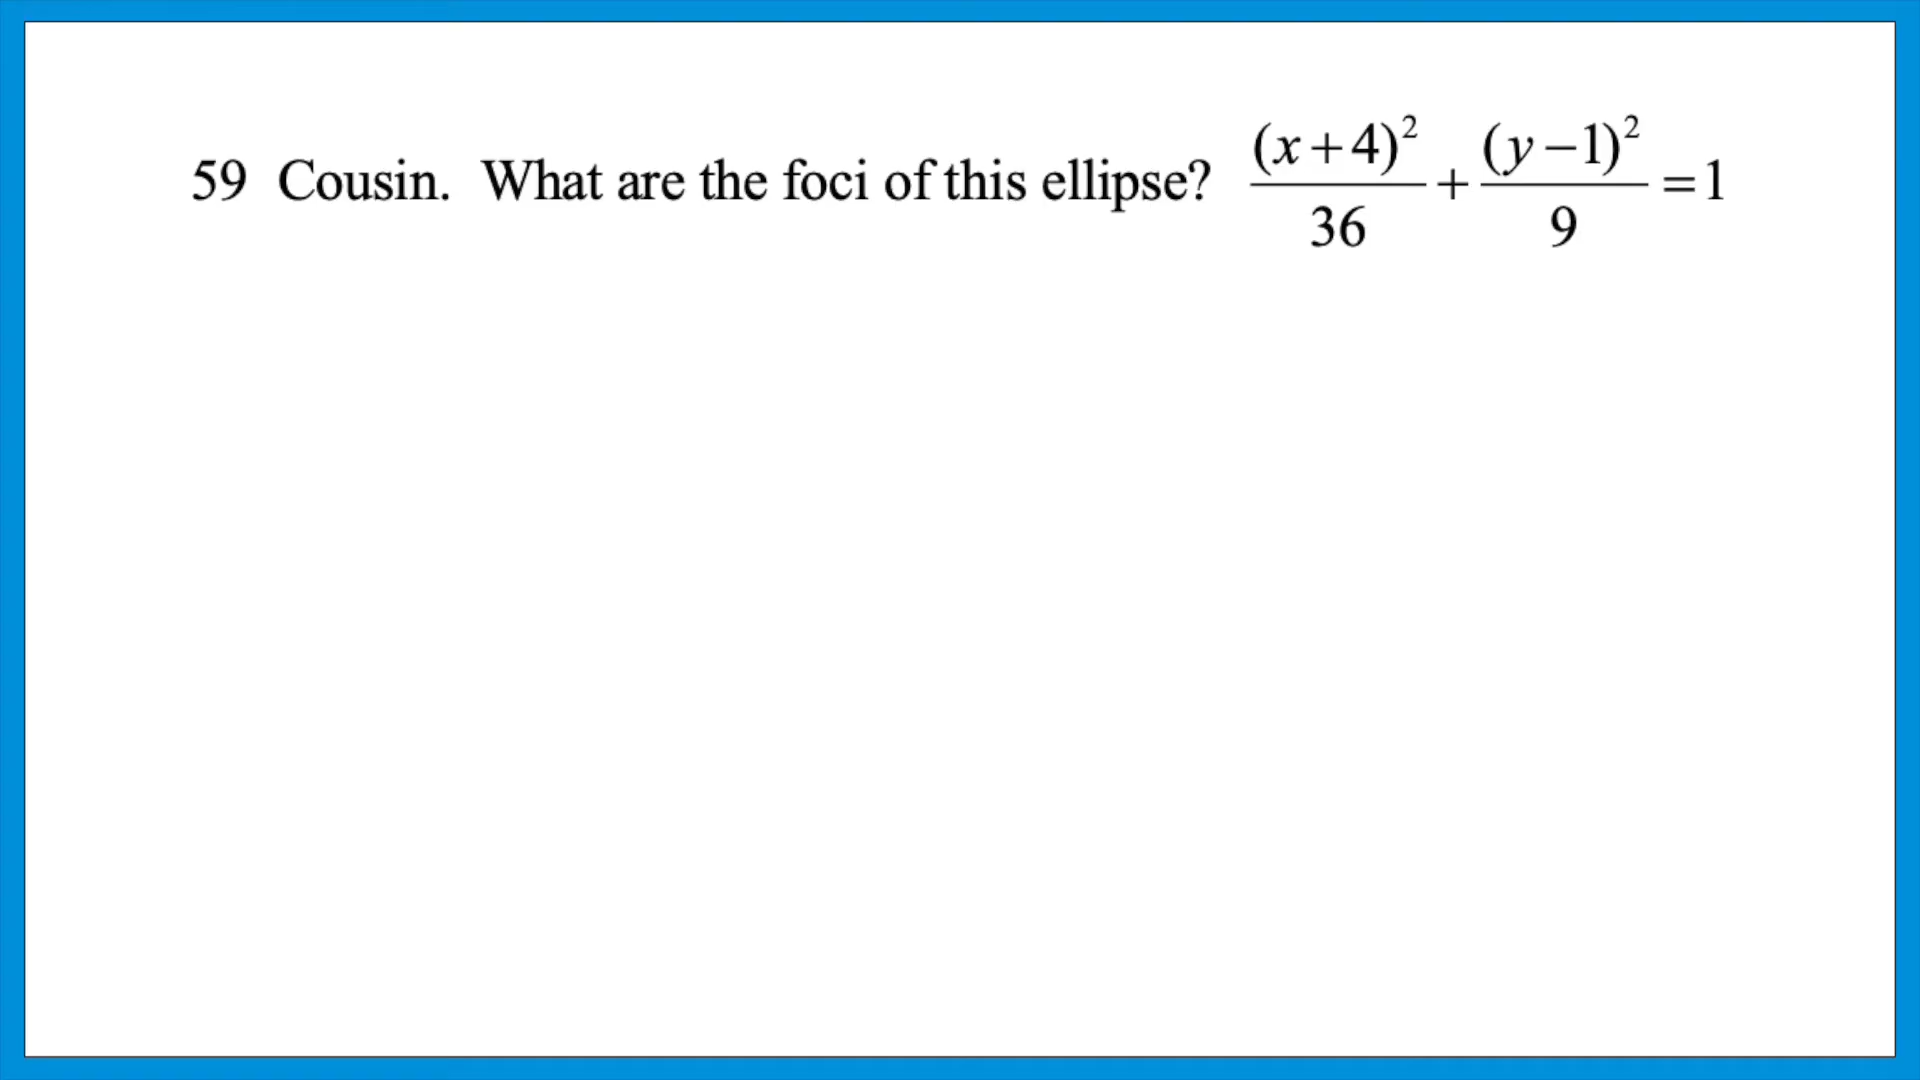 59 Cousin. What are the foci of this ellipse? (x+4)²/36 + (y−1)²/9 = 1